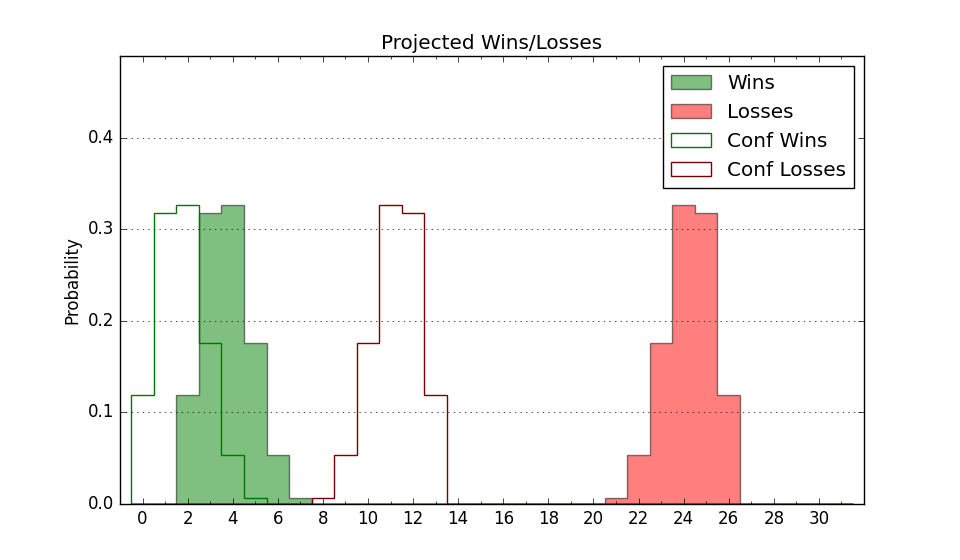 Projected Wins/Losses
Wins
Losses
Conf Wins
Conf Losses
Probability
0.4
0.3
0.2
0.1
0.0
0 2 4 6 8 10 12 14 16 18 20 22 24 26 28 30